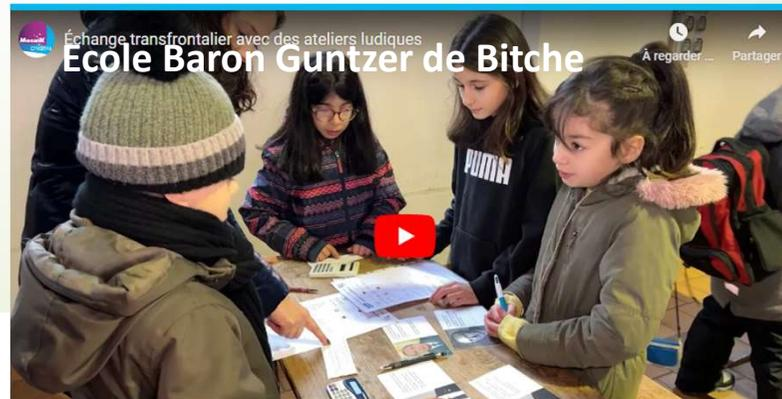 Échange transfrontalier avec des ateliers ludiques
Ecole Baron Guntzer de Bitche
À regarder ...
Partager
PUMA